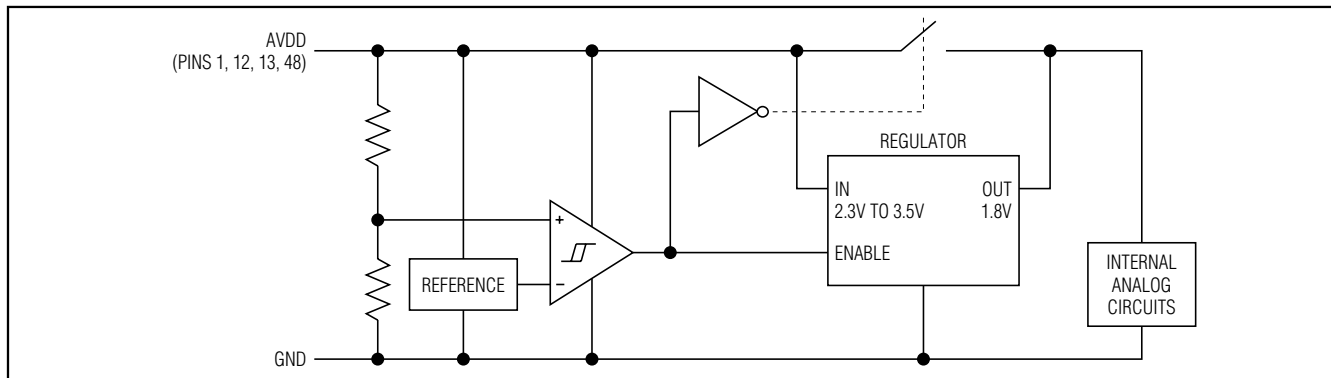 AVDD
(PINS 1, 12, 13, 48)
REGULATOR
IN
2.3V TO 3.5V
OUT
1.8V
+
ENABLE
REFERENCE
–
INTERNAL
ANALOG
CIRCUITS
GND